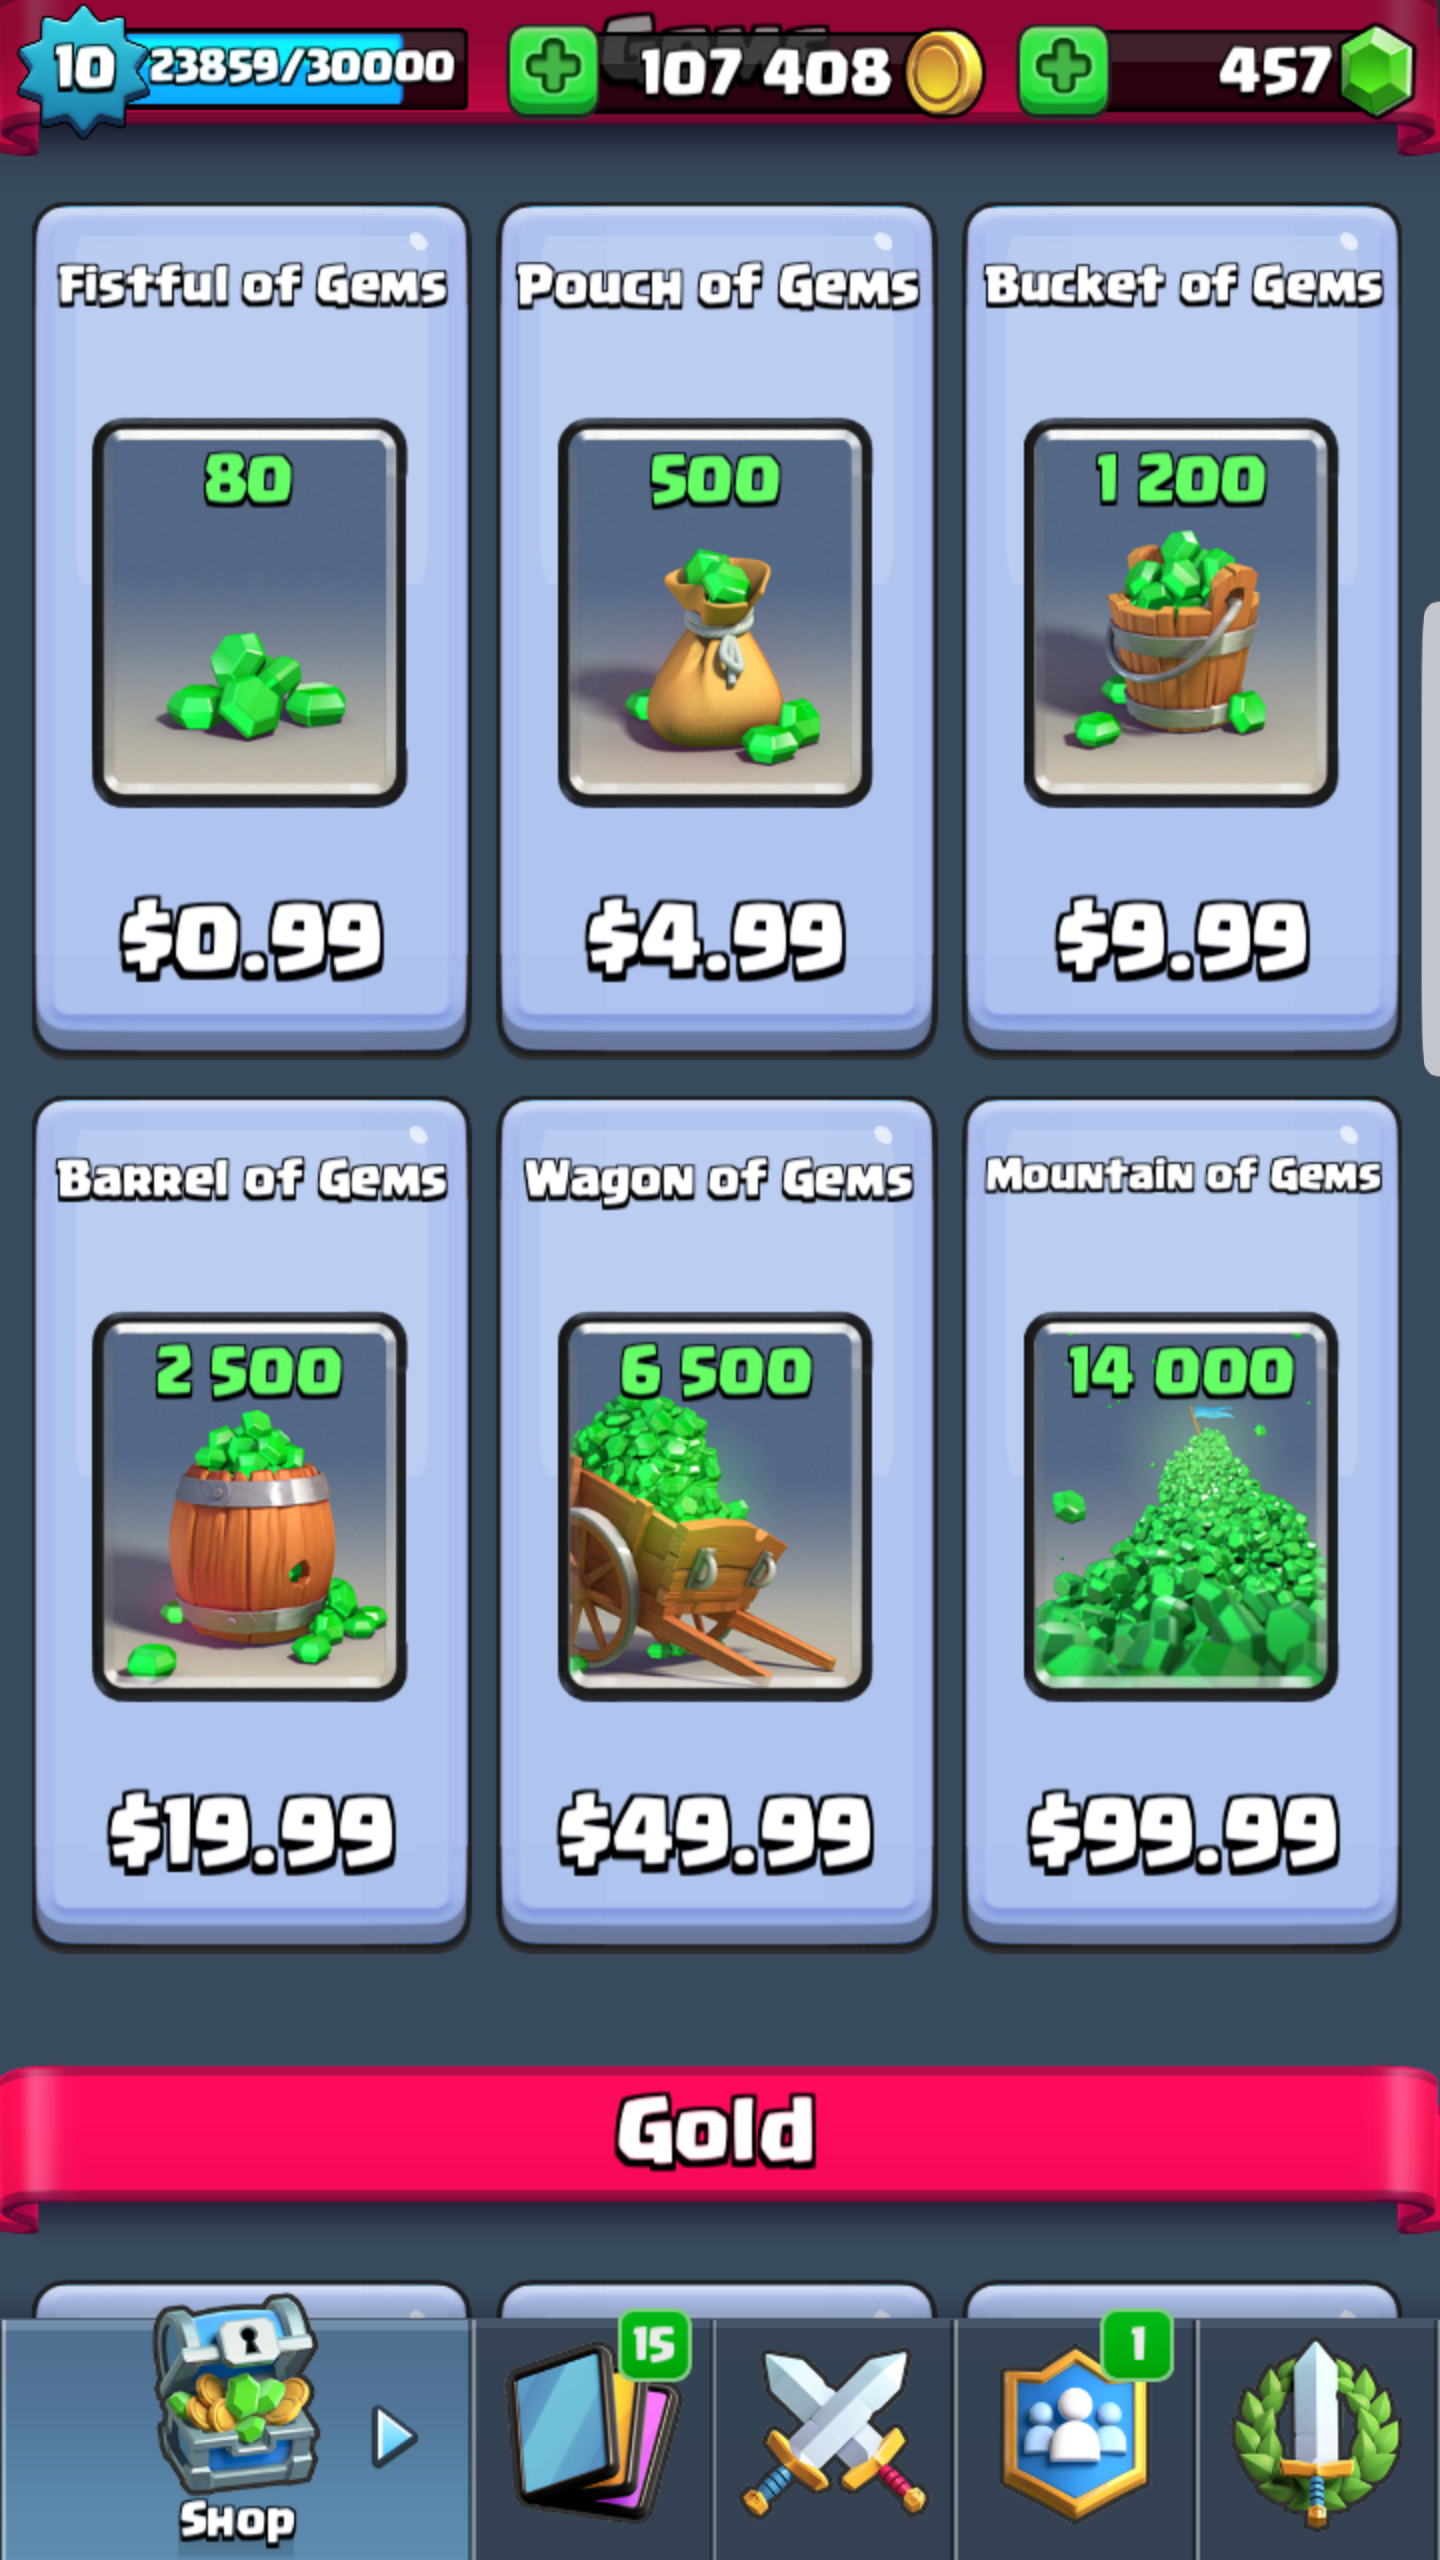 10 23859/30000 107 408 457
Gems
Fistful of Gems
80
$0.99
Pouch of Gems
500
$4.99
Bucket of Gems
1 200
$9.99
Barrel of Gems
2 500
$19.99
Wagon of Gems
6 500
$49.99
Mountain of Gems
14 000
$99.99
Gold
Shop
15
1